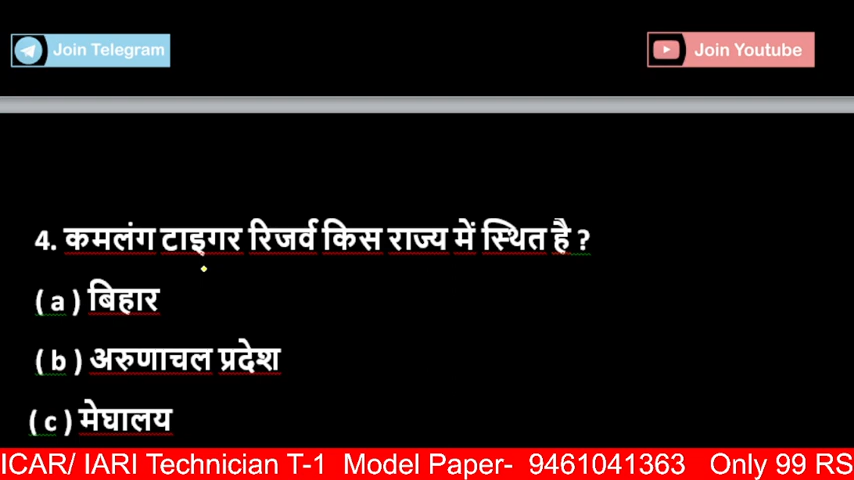 Join Telegram
Join Youtube
4. कमलंग टाइगर रिजर्व किस राज्य में स्थित है ?
( a ) बिहार
( b ) अरुणाचल प्रदेश
( c ) मेघालय
ICAR/ IARI Technician T-1 Model Paper- 9461041363 Only 99 RS